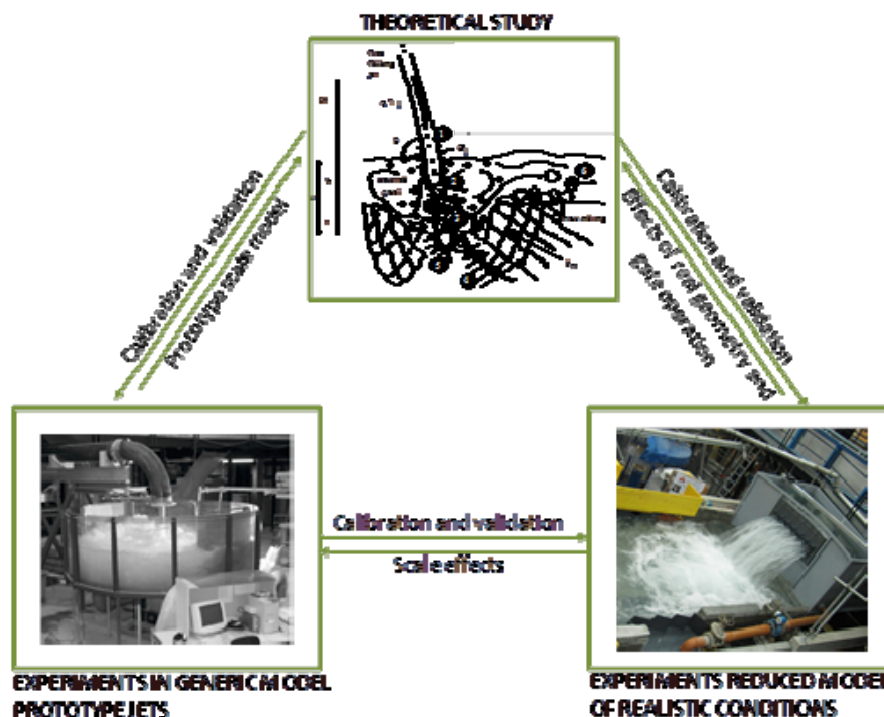 THEORETICAL STUDY
Calibration and validation
Prototype scale model
Calibration and validation
Effects of real geometry and
gate operation
Calibration and validation
Scale effects
EXPERIMENTS IN GENERIC MODEL
PROTOTYPE JETS
EXPERIMENTS REDUCED MODEL
OF REALISTIC CONDITIONS